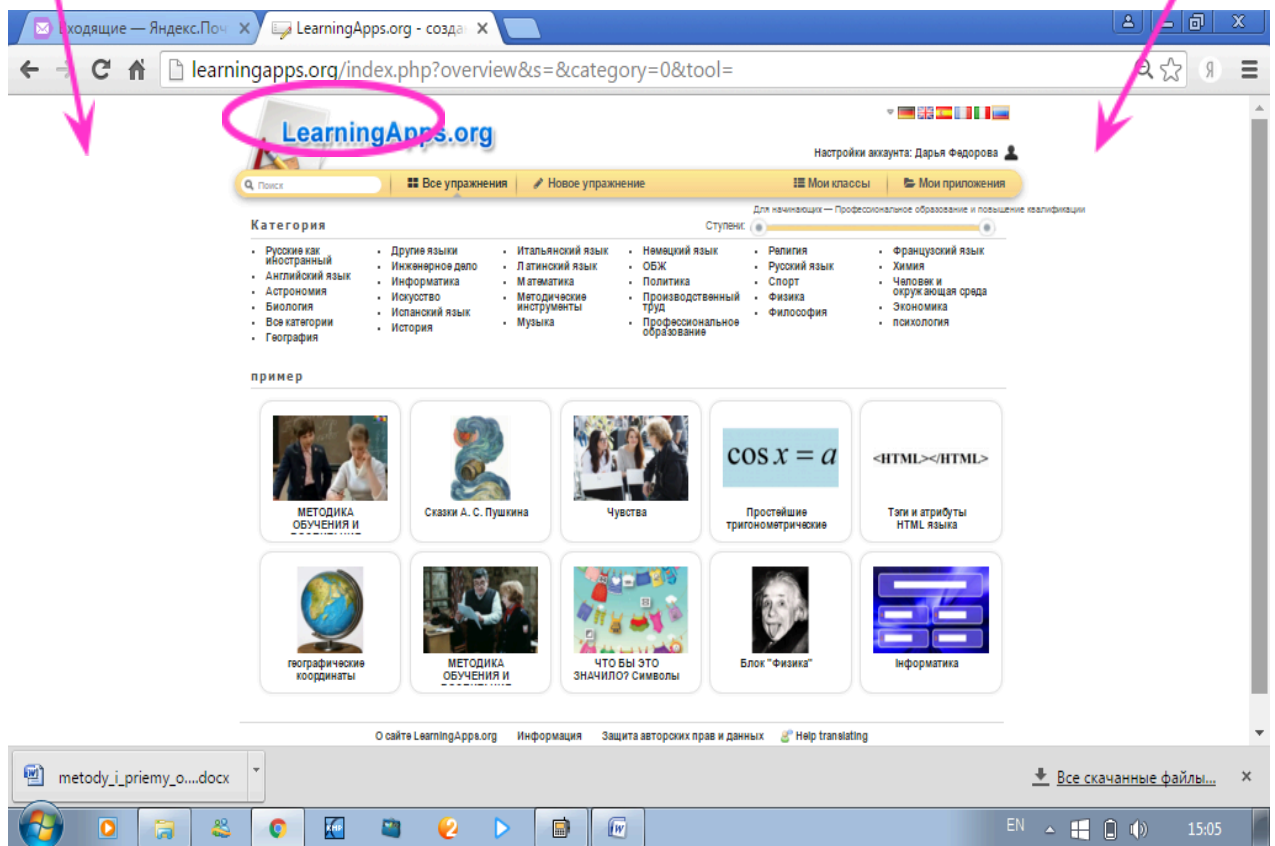 Входящие — Яндекс.Поч
LearningApps.org - созда
learningapps.org/index.php?overview&s=&category=0&tool=
Я
LearningApps.org
Настройки аккаунта: Дарья Федорова
Поиск
Все упражнения
Новое упражнение
Мои классы
Мои приложения
Для начинающих — Профессиональное образование и повышение квалификации
Категория
Ступени:
Русские как
иностранный
Английский язык
Астрономия
Биология
Все категории
География
Другие языки
Инженерное дело
Информатика
Искусство
Испанский язык
История
Итальянский язык
Латинский язык
Математика
Методические
инструменты
Музыка
Немецкий язык
ОБЖ
Политика
Производственный
труд
Профессиональное
образование
Религия
Русский язык
Спорт
Физика
Философия
Французский язык
Химия
Человек и
окружающая среда
Экономика
психология
пример
МЕТОДИКА
ОБУЧЕНИЯ И
Сказки А. С. Пушкина
Чувства
cos x = a
Простейшие
тригонометрические
<HTML></HTML>
Тэги и атрибуты
HTML языка
географические
координаты
МЕТОДИКА
ОБУЧЕНИЯ И
ЧТО БЫ ЭТО
ЗНАЧИЛО? Символы
Блок "Физика"
Інформатика
О сайте LearningApps.org
Информация
Защита авторских прав и данных
Help translating
metody_i_priemy_o....docx
Все скачанные файлы...
EN
15:05